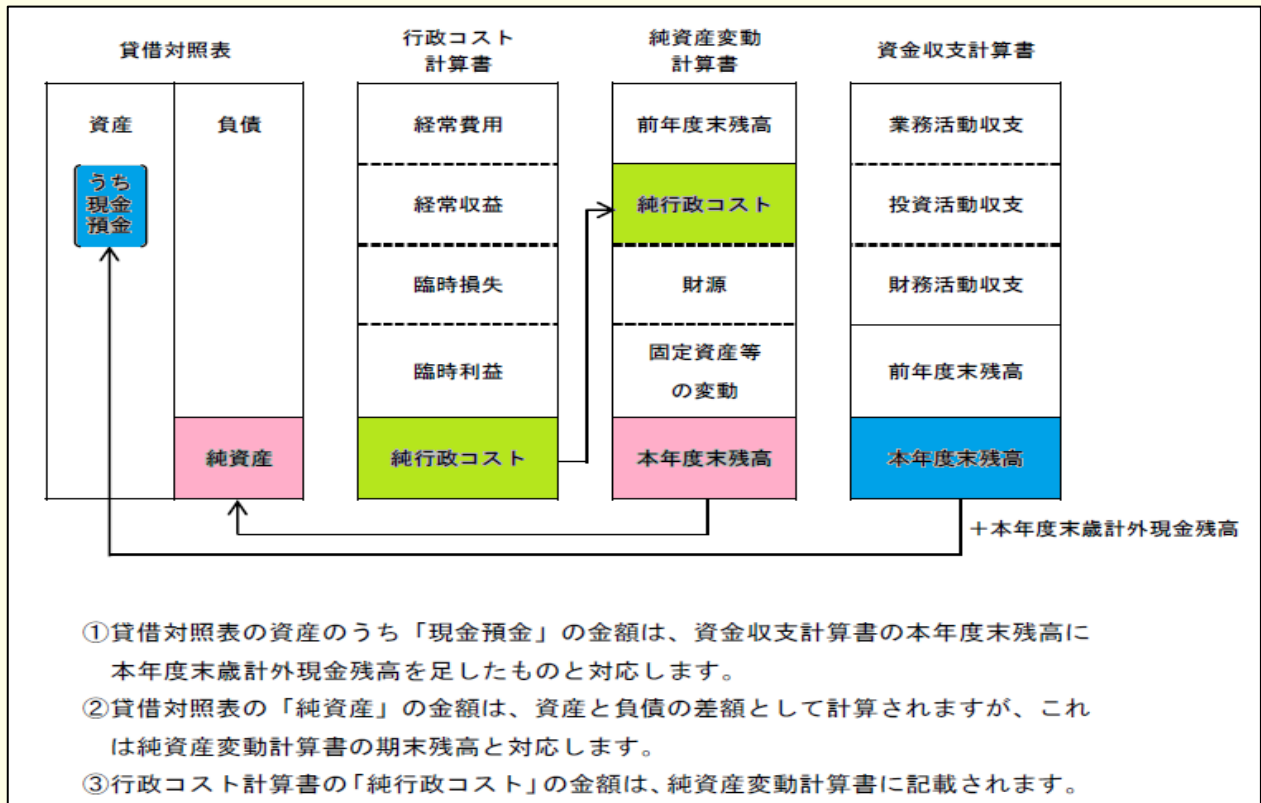 貸借対照表
行政コスト
計算書
純資産変動
計算書
資金収支計算書
資産
負債
経常費用
前年度末残高
業務活動収支
うち
現金
預金
経常収益
純行政コスト
投資活動収支
臨時損失
財源
財務活動収支
臨時利益
固定資産等
の変動
前年度末残高
純資産
純行政コスト
本年度末残高
本年度末残高
＋本年度末歳計外現金残高
①貸借対照表の資産のうち「現金預金」の金額は、資金収支計算書の本年度末残高に
本年度末歳計外現金残高を足したものと対応します。
②貸借対照表の「純資産」の金額は、資産と負債の差額として計算されますが、これ
は純資産変動計算書の期末残高と対応します。
③行政コスト計算書の「純行政コスト」の金額は、純資産変動計算書に記載されます。